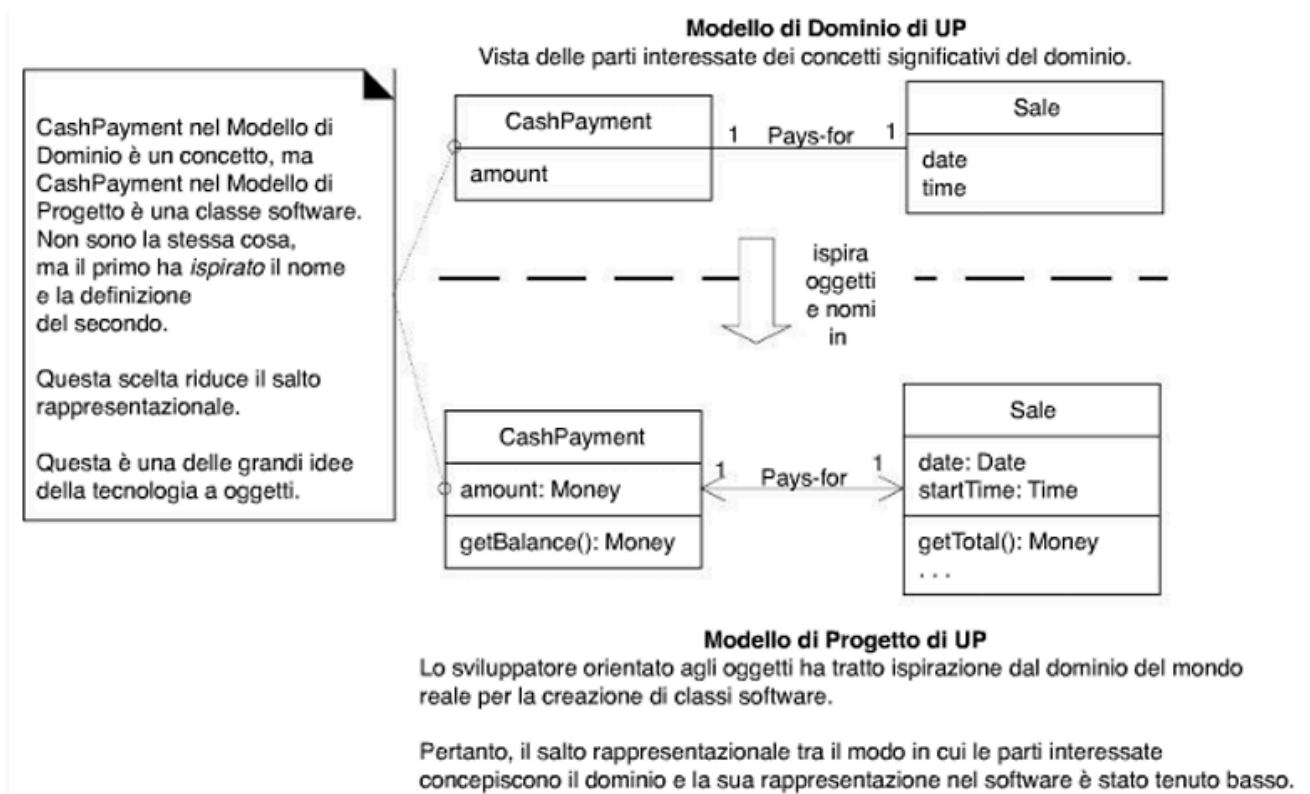 Modello di Dominio di UP
Vista delle parti interessate dei concetti significativi del dominio.
CashPayment nel Modello di
Dominio è un concetto, ma
CashPayment nel Modello di
Progetto è una classe software.
Non sono la stessa cosa,
ma il primo ha ispirato il nome
e la definizione
del secondo.
Questa scelta riduce il salto
rappresentazionale.
Questa è una delle grandi idee
della tecnologia a oggetti.
CashPayment
amount
1 Pays-for 1
Sale
date
time
ispira
oggetti
e nomi
in
CashPayment
amount: Money
getBalance(): Money
1 Pays-for 1
Sale
date: Date
startTime: Time
getTotal(): Money
. . .
Modello di Progetto di UP
Lo sviluppatore orientato agli oggetti ha tratto ispirazione dal dominio del mondo
reale per la creazione di classi software.
Pertanto, il salto rappresentazionale tra il modo in cui le parti interessate
concepiscono il dominio e la sua rappresentazione nel software è stato tenuto basso.